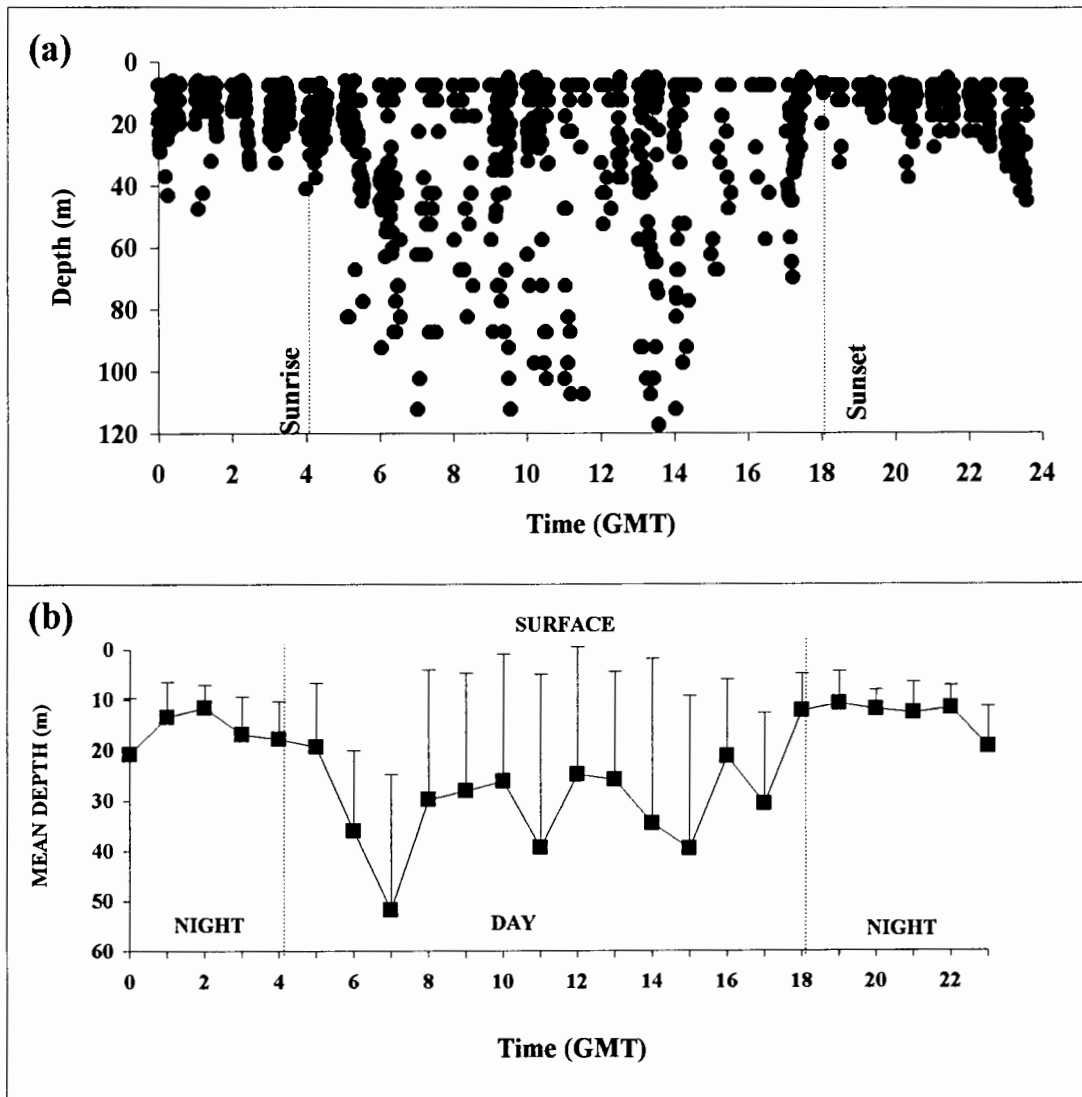 (a)
0
20
40
60
80
100
120
Depth (m)
Sunrise
Sunset
0 2 4 6 8 10 12 14 16 18 20 22 24
Time (GMT)
(b)
SURFACE
0
10
20
30
40
50
60
MEAN DEPTH (m)
NIGHT DAY NIGHT
0 2 4 6 8 10 12 14 16 18 20 22
Time (GMT)